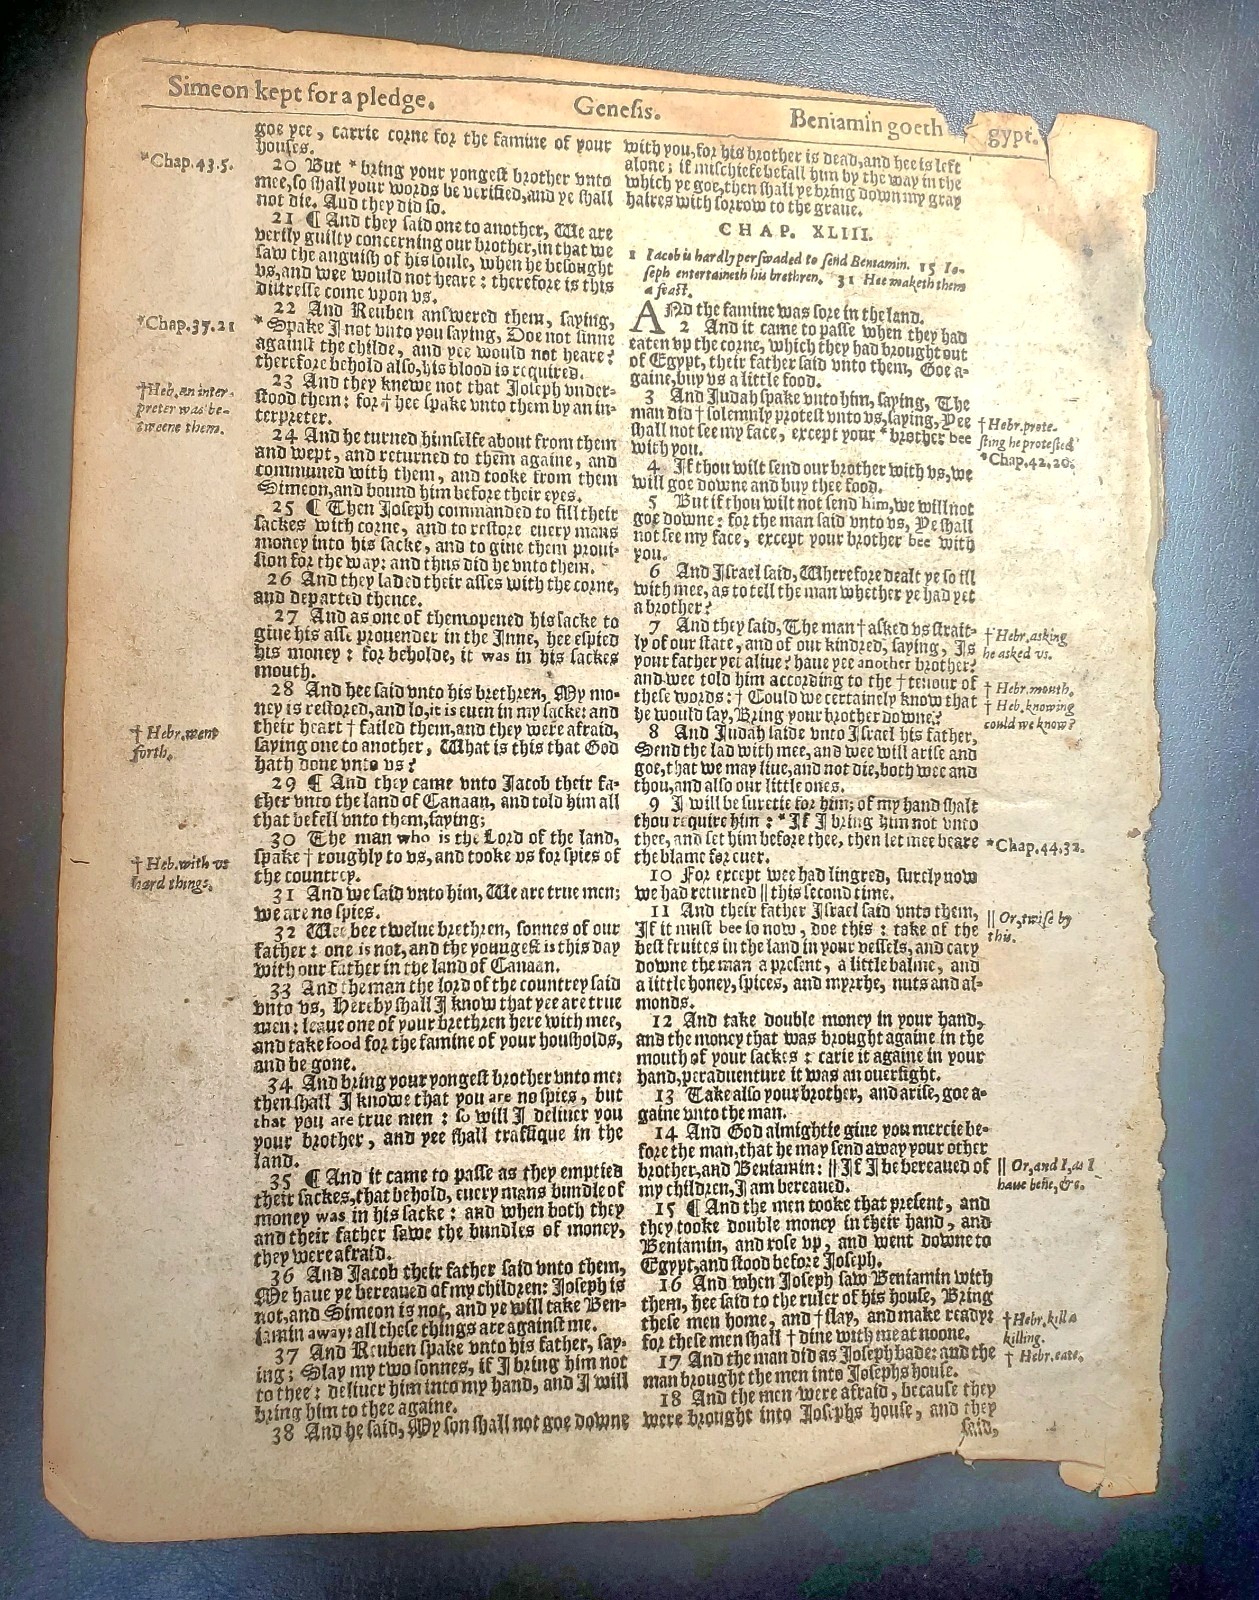 Simeon kept for a pledge.
Genesis.
Beniamin goeth
gypt.
goe yee, carrie corne for the famine of your
houses.
*Chap.43.5.
20 But * bring your yongest brother vnto
mee, so shall your words be verified, and ye shall
not die. And they did so.
21 ¶ And they said one to another, We are
verily guilty concerning our brother, in that we
saw the anguish of his soule, when he besought
vs, and wee would not heare: therefore is this
distresse come vpon vs.
*Chap.37.21
22 And Reuben answered them, saying,
* Spake I not vnto you saying, Doe not sinne
against the childe, and yee would not heare?
therefore behold also, his blood is required.
†Heb. an inter-
preter was be-
tweene them.
23 And they knewe not that Joseph vnder-
stood them: for † hee spake vnto them by an in-
terpreter.
24 And he turned himselfe about from them
and wept, and returned to them againe, and
communed with them, and tooke from them
Simeon, and bound him before their eyes.
25 ¶ Then Joseph commanded to fill their
sackes with corne, and to restore euery mans
money into his sacke, and to giue them proui-
sion for the way: and thus did he vnto them.
26 And they laded their asses with the corne,
and departed thence.
27 And as one of them opened his sacke to
giue his asse prouender in the Inne, hee espied
his money: for beholde, it was in his sackes
mouth.
28 And hee said vnto his brethren, My mo-
ney is restored, and lo, it is euen in my sacke: and
† Hebr. went
forth.
their heart † failed them, and they were afraid,
saying one to another, What is this that God
hath done vnto vs?
29 ¶ And they came vnto Jacob their fa-
ther vnto the land of Canaan, and told him all
that befell vnto them, saying;
30 The man who is the Lord of the land,
† Heb. with vs
hard things.
spake † roughly to vs, and tooke vs for spies of
the countrey.
31 And we said vnto him, We are true men;
we are no spies.
32 Wee bee twelue brethren, sonnes of our
father: one is not, and the youngest is this day
with our father in the land of Canaan.
33 And the man the lord of the countrey said
vnto vs, Hereby shall I know that yee are true
men: leaue one of your brethren here with mee,
and take food for the famine of your housholds,
and be gone.
34 And bring your yongest brother vnto me:
then shall I knowe that you are no spies, but
that you are true men: so will I deliuer you
your brother, and yee shall traffique in the
land.
35 ¶ And it came to passe as they emptied
their sackes, that behold, euery mans bundle of
money was in his sacke: and when both they
and their father sawe the bundles of money,
they were afraid.
36 And Jacob their father said vnto them,
Me haue ye bereaued of my children: Joseph is
not, and Simeon is not, and ye will take Ben-
iamin away: all these things are against me.
37 And Reuben spake vnto his father, say-
ing; Slay my two sonnes, if I bring him not
to thee: deliuer him into my hand, and I will
bring him to thee againe.
38 And he said, My son shall not goe downe
with you, for his brother is dead, and hee is left
alone; if mischiefe befall him by the way in the
which ye goe, then shall ye bring down my gray
haires with sorrow to the graue.
CHAP. XLIII.
1 Iacob is hardly perswaded to send Beniamin. 15 Io-
seph entertaineth his brethren. 31 Hee maketh them
a feast.
ANd the famine was sore in the land.
2 And it came to passe when they had
eaten vp the corne, which they had brought out
of Egypt, their father said vnto them, Goe a-
gaine, buy vs a little food.
3 And Judah spake vnto him, saying, The
man did † solemnly protest vnto vs, saying, Yee
shall not see my face, except your * brother bee
with you.
† Hebr. prote-
sting he protested
*Chap.42.20.
4 If thou wilt send our brother with vs, we
will goe downe and buy thee food.
5 But if thou wilt not send him, we will not
goe downe: for the man said vnto vs, Ye shall
not see my face, except your brother bee with
you.
6 And Israel said, Wherefore dealt ye so ill
with mee, as to tell the man whether ye had yet
a brother?
7 And they said, The man † asked vs strait-
ly of our state, and of our kindred, saying, Is
your father yet aliue? haue yee another brother?
and wee told him according to the † tenour of
these words: † Could we certainely know that
he would say, Bring your brother downe?
† Hebr. asking
he asked vs.
† Hebr. mouth.
† Heb. knowing
could we know?
8 And Judah saide vnto Israel his father,
Send the lad with mee, and wee will arise and
goe, that we may liue, and not die, both wee and
thou, and also our little ones.
9 I will be suretie for him; of my hand shalt
thou require him: * If I bring him not vnto
thee, and set him before thee, then let mee beare
the blame for euer.
*Chap.44.32.
10 For except wee had lingred, surely now
we had returned || this second time.
|| Or, twise by
this.
11 And their father Israel said vnto them,
If it must bee so now, doe this: take of the
best fruites in the land in your vessels, and cary
downe the man a present, a little balme, and
a little honey, spices, and myrrhe, nuts and al-
monds.
12 And take double money in your hand,
and the money that was brought againe in the
mouth of your sackes: carie it againe in your
hand, peraduenture it was an ouersight.
13 Take also your brother, and arise, goe a-
gaine vnto the man.
14 And God almightie giue you mercie be-
fore the man, that he may send away your other
brother, and Beniamin: || If I be bereaued of
my children, I am bereaued.
|| Or, and I, as I
haue bene, &c.
15 ¶ And the men tooke that present, and
they tooke double money in their hand, and
Beniamin, and rose vp, and went downe to
Egypt, and stood before Joseph.
16 And when Joseph saw Beniamin with
them, hee said to the ruler of his house, Bring
these men home, and † slay, and make ready:
for these men shall † dine with me at noone.
†Hebr. kill a
killing.
† Hebr. eate.
17 And the man did as Joseph bade: and the
man brought the men into Josephs house.
18 And the men were afraid, because they
were brought into Josephs house, and they
said,